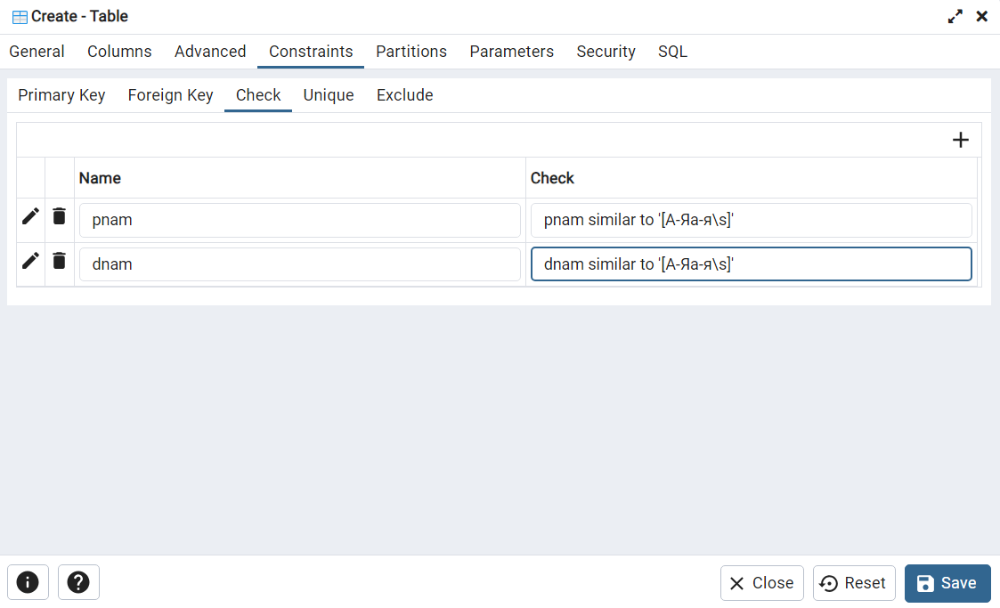 Create - Table
General Columns Advanced Constraints Partitions Parameters Security SQL
Primary Key Foreign Key Check Unique Exclude
Name Check
pnam pnam similar to '[А-Яа-я\s]'
dnam dnam similar to '[А-Яа-я\s]'
Close Reset Save